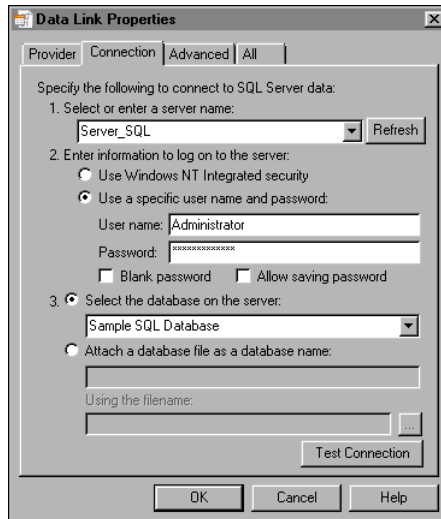 Data Link Properties
Provider Connection Advanced All
Specify the following to connect to SQL Server data:
1. Select or enter a server name:
Server_SQL Refresh
2. Enter information to log on to the server:
Use Windows NT Integrated security
Use a specific user name and password:
User name: Administrator
Password: *************
Blank password Allow saving password
3. Select the database on the server:
Sample SQL Database
Attach a database file as a database name:
Using the filename:
...
Test Connection
OK Cancel Help